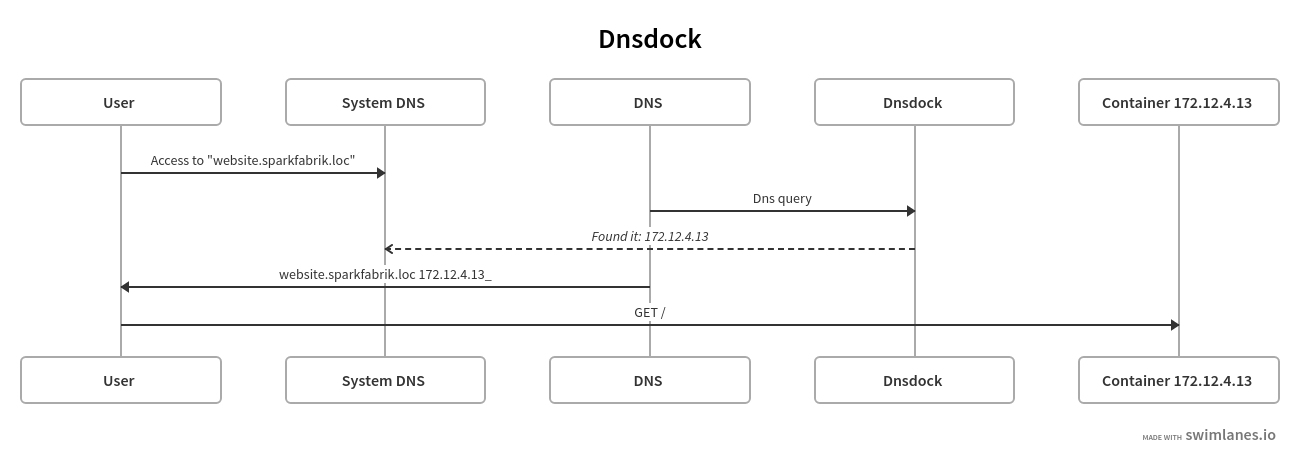 Dnsdock
User
System DNS
DNS
Dnsdock
Container 172.12.4.13
Access to "website.sparkfabrik.loc"
Dns query
Found it: 172.12.4.13
website.sparkfabrik.loc 172.12.4.13_
GET /
User
System DNS
DNS
Dnsdock
Container 172.12.4.13
MADE WITH swimlanes.io